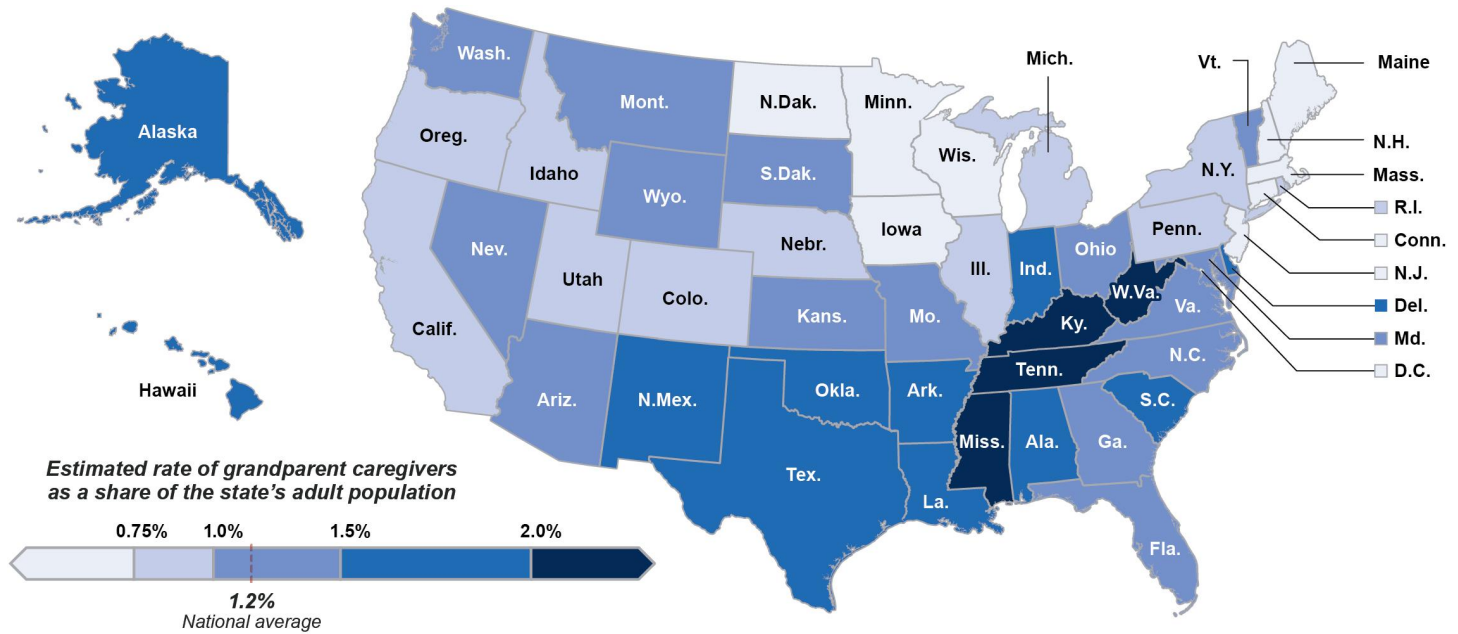 Mich.
Vt.
Maine
Wash.
Mont.
N.Dak.
Minn.
Alaska
Oreg.
Idaho
Wis.
N.H.
N.Y.
Mass.
S.Dak.
Wyo.
R.I.
Iowa
Penn.
Conn.
Nebr.
Nev.
Ohio
Ill.
Ind.
N.J.
Utah
Colo.
W.Va.
Va.
Del.
Kans.
Mo.
Ky.
Calif.
Md.
N.C.
Tenn.
D.C.
Hawaii
Ariz.
N.Mex.
Okla.
Ark.
S.C.
Miss.
Ala.
Ga.
Tex.
La.
Fla.
Estimated rate of grandparent caregivers
as a share of the state’s adult population
0.75% 1.0% 1.5% 2.0%
1.2%
National average